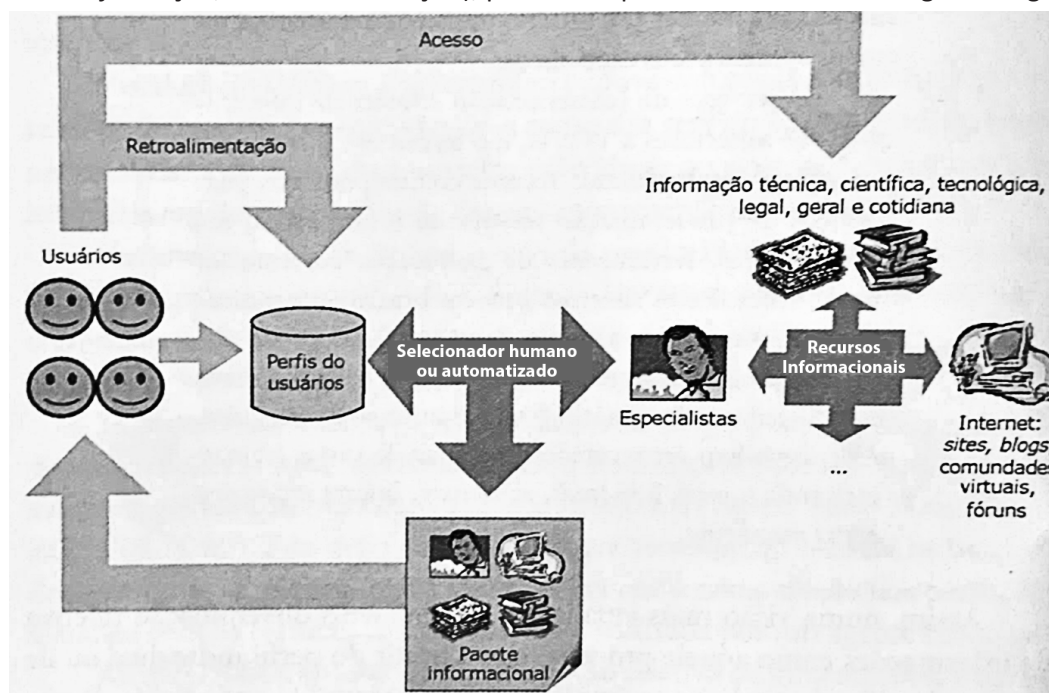 Acesso
Retroalimentação
Informação técnica, científica, tecnológica,
legal, geral e cotidiana
Usuários
Perfis do
usuários
Selecionador humano
ou automatizado
Especialistas
Recursos
Informacionais
....
Internet:
sites, blogs
comundades
virtuais,
fóruns
Pacote
informacional